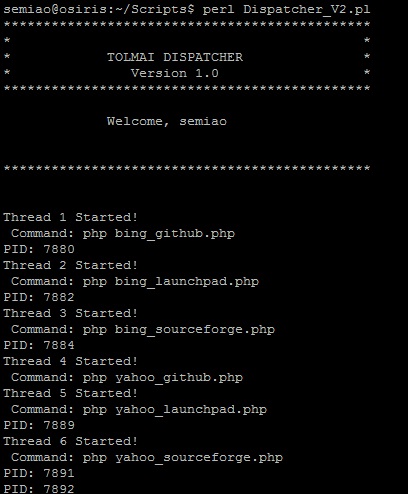 semiao@osiris:~/Scripts$ perl Dispatcher_V2.pl
**********************************************
*                                            *
*            TOLMAI DISPATCHER               *
*               Version 1.0                  *
**********************************************
Welcome, semiao
**********************************************
Thread 1 Started!
 Command: php bing_github.php
PID: 7880
Thread 2 Started!
 Command: php bing_launchpad.php
PID: 7882
Thread 3 Started!
 Command: php bing_sourceforge.php
PID: 7884
Thread 4 Started!
 Command: php yahoo_github.php
Thread 5 Started!
 Command: php yahoo_launchpad.php
PID: 7889
Thread 6 Started!
 Command: php yahoo_sourceforge.php
PID: 7891
PID: 7892